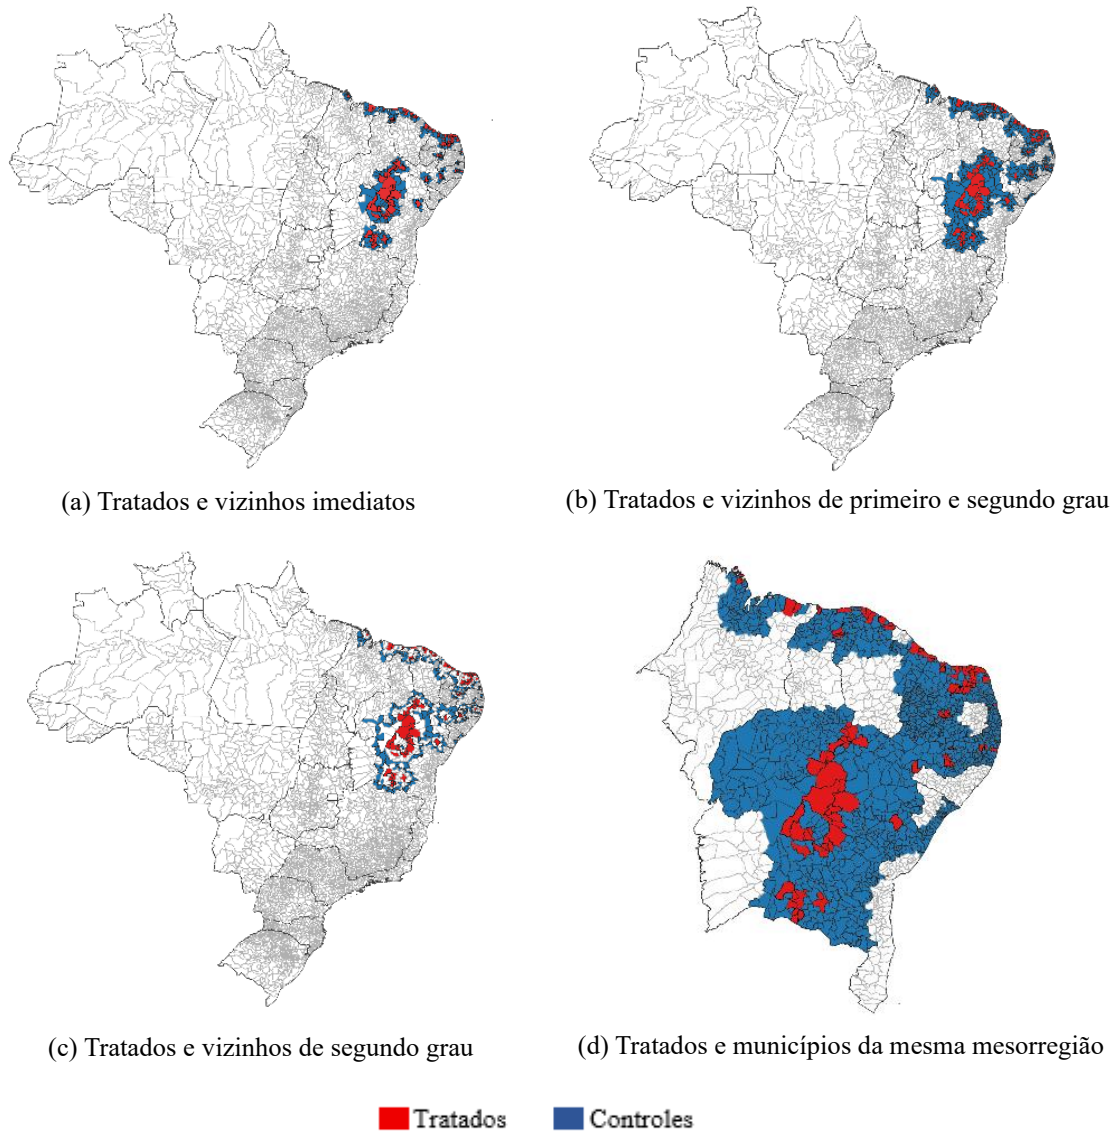 (a) Tratados e vizinhos imediatos
(b) Tratados e vizinhos de primeiro e segundo grau
(c) Tratados e vizinhos de segundo grau
(d) Tratados e municípios da mesma mesorregião
Tratados
Controles